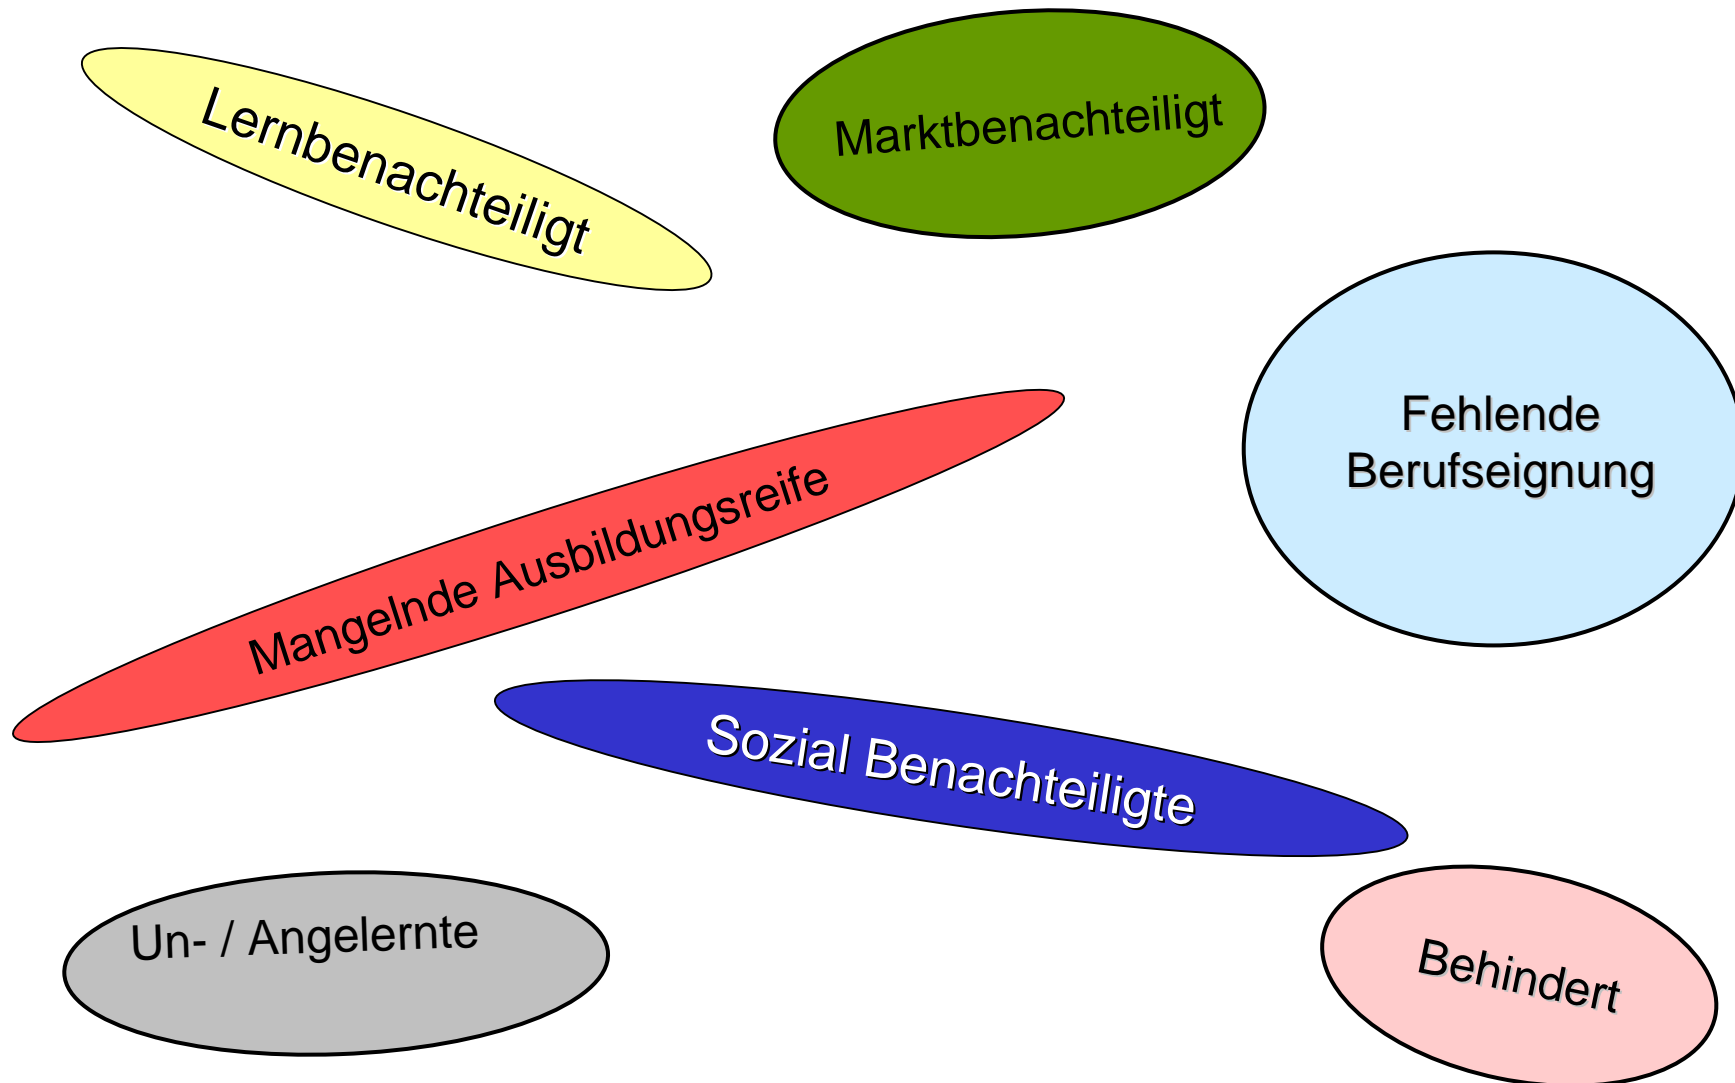 Lernbenachteiligt
Marktbenachteiligt
Fehlende
Berufseignung
Mangelnde Ausbildungsreife
Sozial Benachteiligte
Un- / Angelernte
Behindert